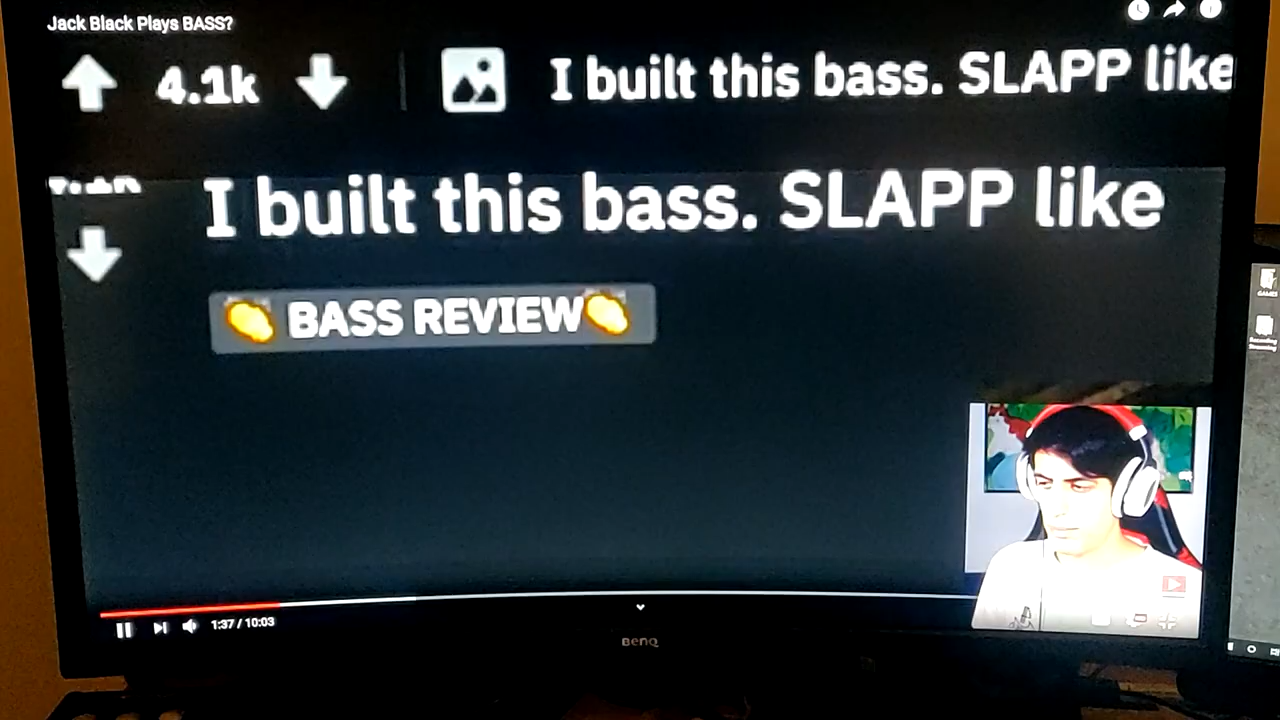 Jack Black Plays BASS?
4.1k
I built this bass. SLAPP like
I built this bass. SLAPP like
BASS REVIEW
1:37 / 10:03
BenQ
GAMES